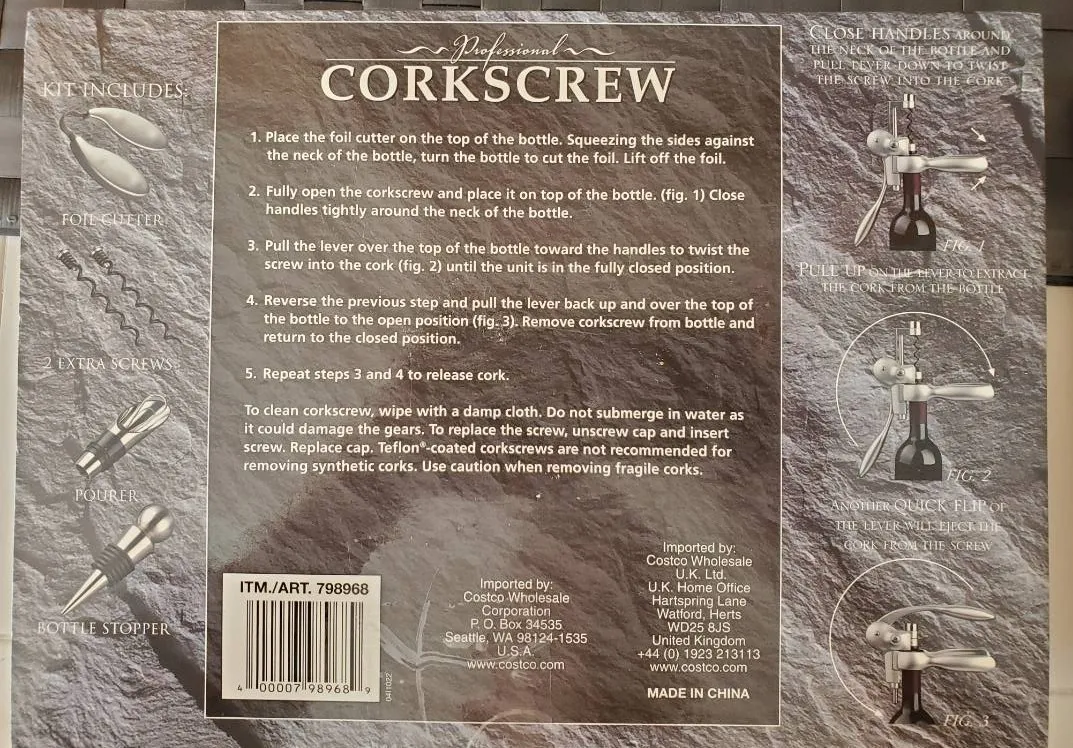 KIT INCLUDES:
FOIL CUTTER
2 EXTRA SCREWS
POURER
BOTTLE STOPPER
Professional
CORKSCREW
1. Place the foil cutter on the top of the bottle. Squeezing the sides against
the neck of the bottle, turn the bottle to cut the foil. Lift off the foil.
2. Fully open the corkscrew and place it on top of the bottle. (fig. 1) Close
handles tightly around the neck of the bottle.
3. Pull the lever over the top of the bottle toward the handles to twist the
screw into the cork (fig. 2) until the unit is in the fully closed position.
4. Reverse the previous step and pull the lever back up and over the top of
the bottle to the open position (fig. 3). Remove corkscrew from bottle and
return to the closed position.
5. Repeat steps 3 and 4 to release cork.
To clean corkscrew, wipe with a damp cloth. Do not submerge in water as
it could damage the gears. To replace the screw, unscrew cap and insert
screw. Replace cap. Teflon®-coated corkscrews are not recommended for
removing synthetic corks. Use caution when removing fragile corks.
ITM./ART. 798968
4 00007 98968 9
041022
Imported by:
Costco Wholesale
Corporation
P. O. Box 34535
Seattle, WA 98124-1535
U.S.A.
www.costco.com
Imported by:
Costco Wholesale
U.K. Ltd.
U.K. Home Office
Hartspring Lane
Watford, Herts
WD25 8JS
United Kingdom
+44 (0) 1923 213113
www.costco.com
MADE IN CHINA
CLOSE HANDLES AROUND
THE NECK OF THE BOTTLE AND
PULL LEVER DOWN TO TWIST
THE SCREW INTO THE CORK
FIG. 1
PULL UP ON THE LEVER TO EXTRACT
THE CORK FROM THE BOTTLE
FIG. 2
ANOTHER QUICK FLIP OF
THE LEVER WILL EJECT THE
CORK FROM THE SCREW
FIG. 3